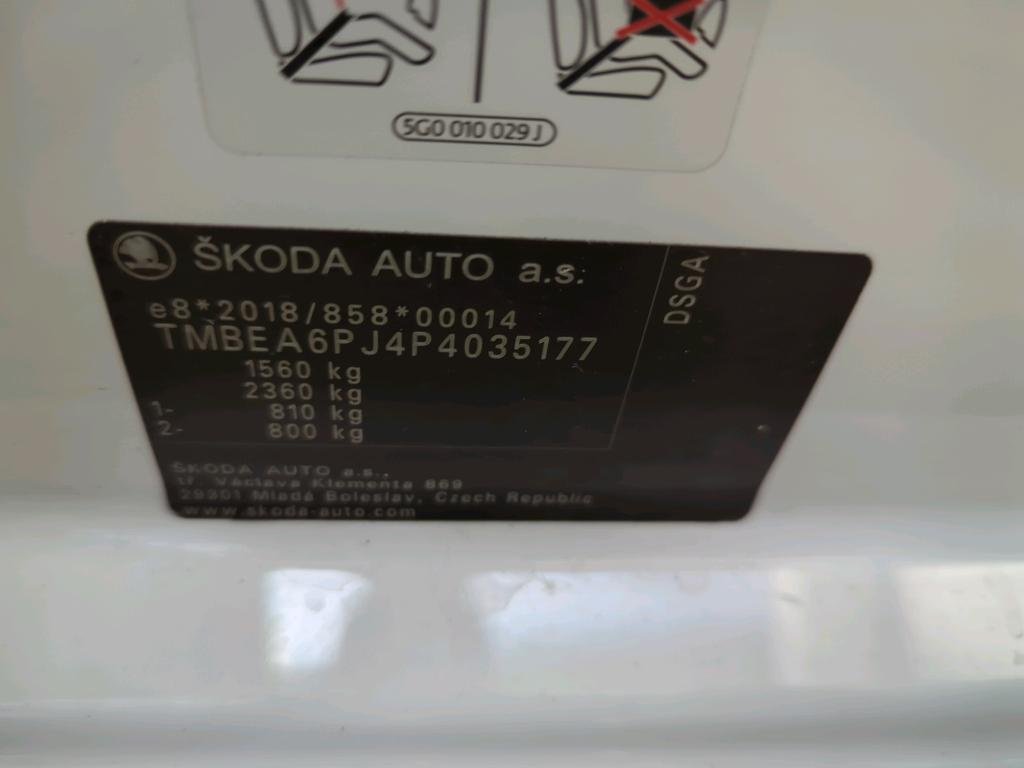 5G0 010 029 J
ŠKODA AUTO a.s.
DSGA
e8*2018/858*00014
TMBEA6PJ4P4035177
1560 kg
2360 kg
1- 810 kg
2- 800 kg
ŠKODA AUTO a.s.,
tř. Václava Klementa 869
29301 Mladá Boleslav, Czech Republic
www.skoda-auto.com